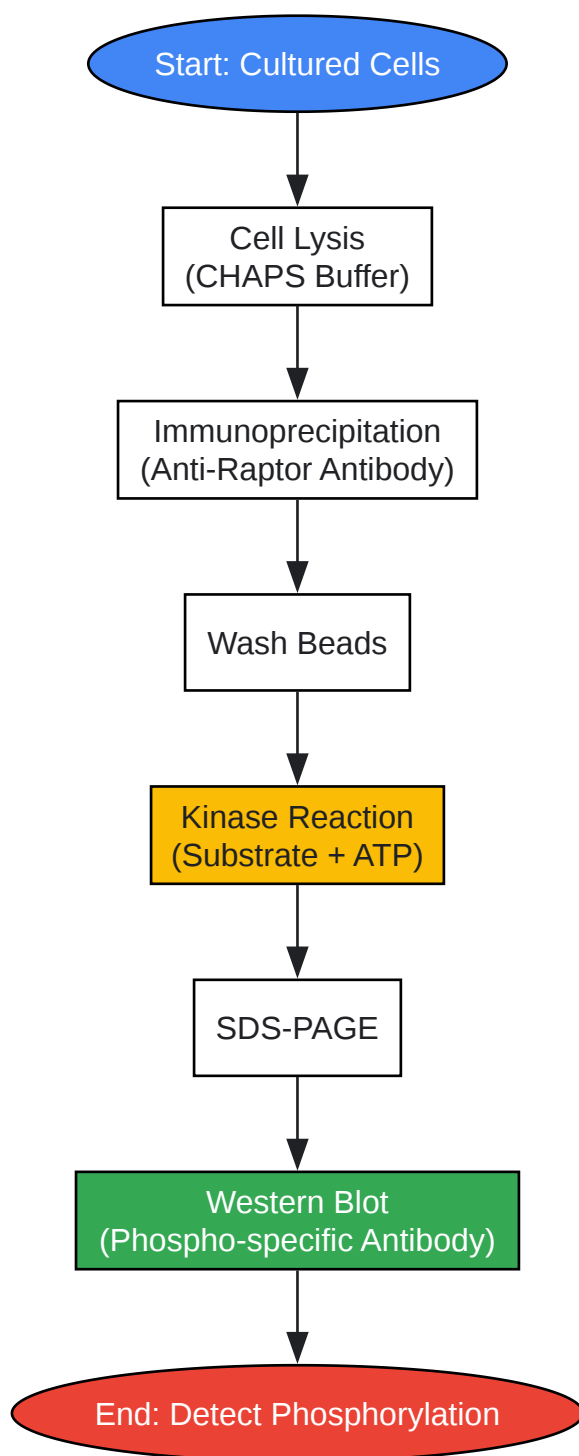 Start: Cultured Cells
Cell Lysis
(CHAPS Buffer)
Immunoprecipitation
(Anti-Raptor Antibody)
Wash Beads
Kinase Reaction
(Substrate + ATP)
SDS-PAGE
Western Blot
(Phospho-specific Antibody)
End: Detect Phosphorylation